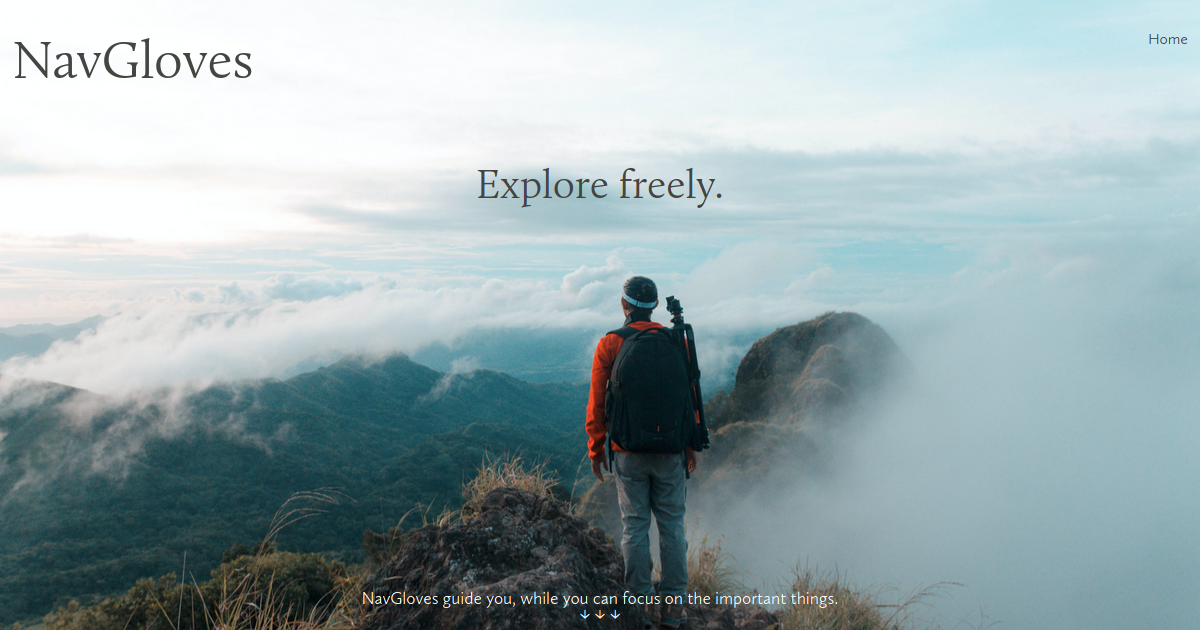 NavGloves
Home
Explore freely.
NavGloves guide you, while you can focus on the important things.